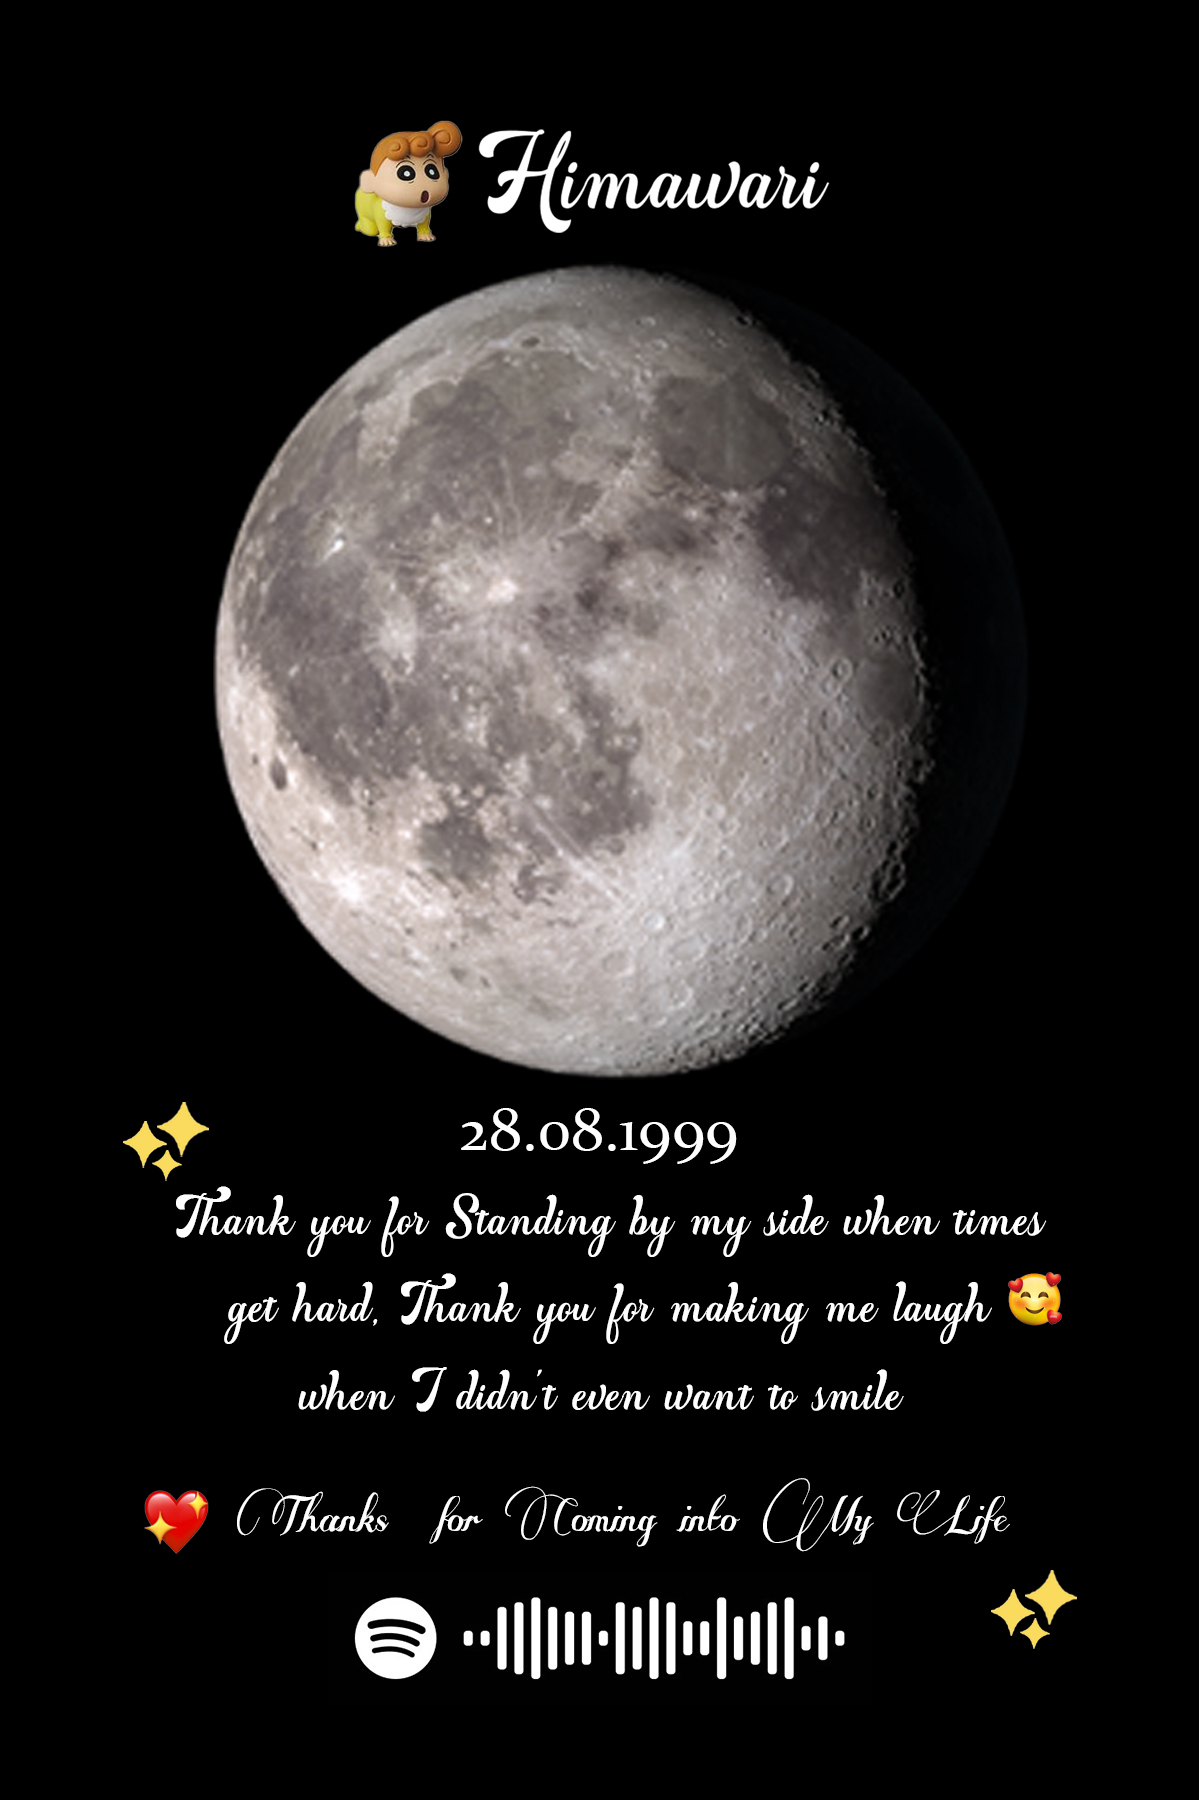 Himawari
28.08.1999
Thank you for Standing by my side when times
get hard, Thank you for making me laugh 🥰
when I didn't even want to smile
Thanks for Coming into My Life